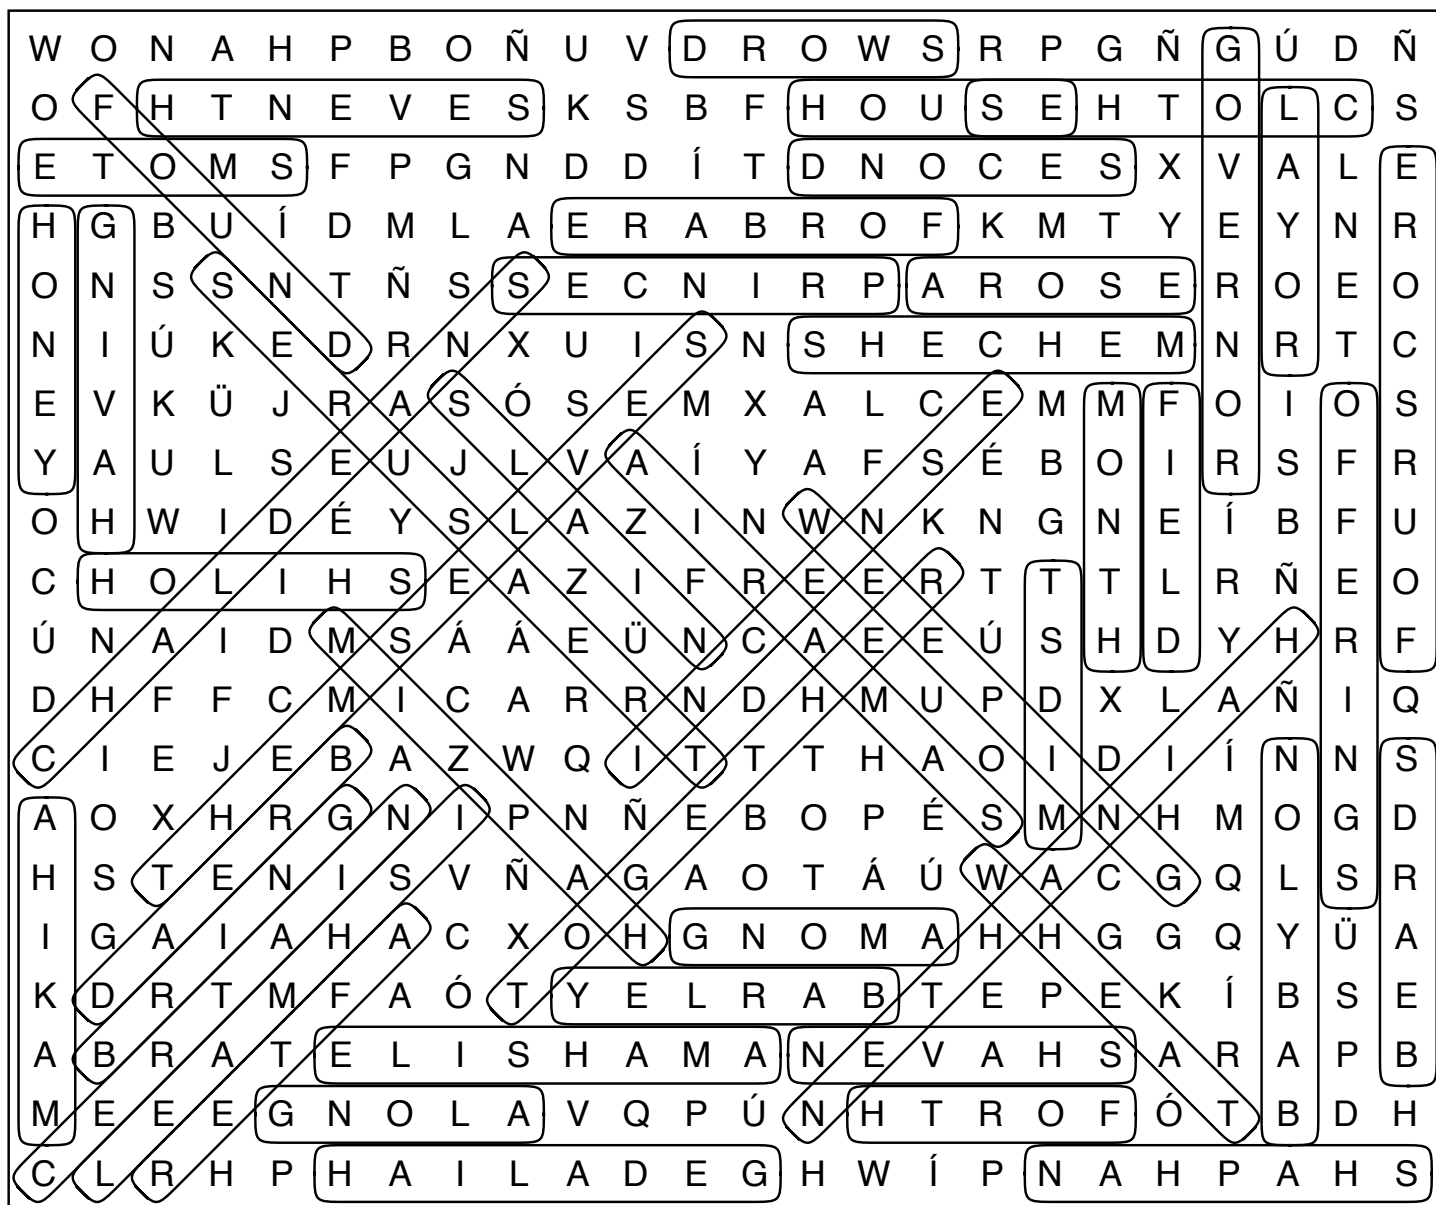 W O N A H P B O Ñ U V D R O W S R P G Ñ G Ú D Ñ
O F H T N E V E S K S B F H O U S E H T O L C S
E T O M S F P G N D D Í T D N O C E S X V A L E
H G B U Í D M L A E R A B R O F K M T Y E Y N R
O N S S N T Ñ S S E C N I R P A R O S E R O E O
N I Ú K E D R N X U I S N S H E C H E M N R T C
E V K Ü J R A S Ó S E M X A L C E M M F O I O S
Y A U L S E U J L V A Í Y A F S É B O I R S F R
O H W I D É Y S L A Z I N W N K N G N E Í B F U
C H O L I H S E A Z I F R E E R T T T L R Ñ E O
Ú N A I D M S Á Á E Ü N C A E E Ú S H D Y H R F
D H F F C M I C A R R N D H M U P D X L A Ñ I Q
C I E J E B A Z W Q I T T T H A O I D I Í N N S
A O X H R G N I P N Ñ E B O P É S M N H M O G D
H S T E N I S V Ñ A G A O T Á Ú W A C G Q L S R
I G A I A H A C X O H G N O M A H H G G Q Y Ü A
K D R T M F A Ó T Y E L R A B T E P E K Í B S E
A B R A T E L I S H A M A N E V A H S A R A P B
M E E E G N O L A V Q P Ú N H T R O F Ó T B D H
C L R H P H A I L A D E G H W Í P N A H P A H S